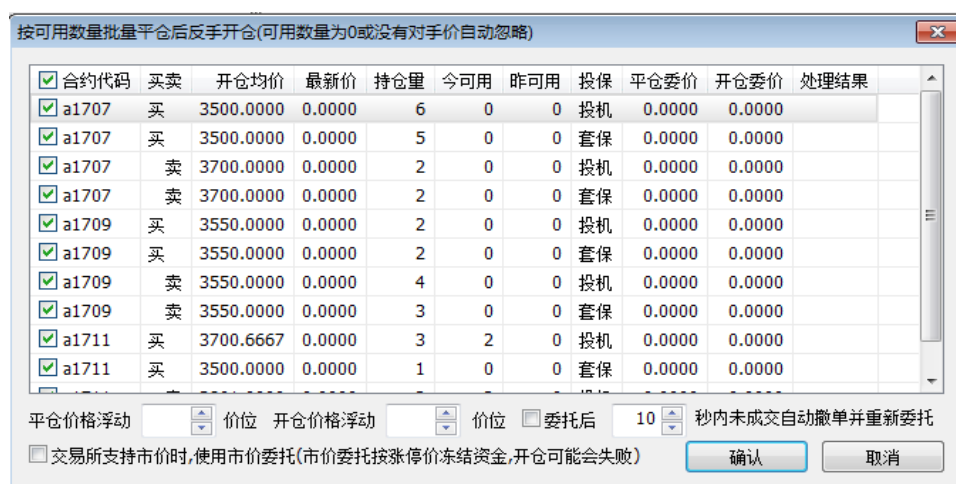 按可用数量批量平仓后反手开仓(可用数量为0或没有对手价自动忽略)
合约代码 买卖 开仓均价 最新价 持仓量 今可用 昨可用 投保 平仓委价 开仓委价 处理结果
a1707 买 3500.0000 0.0000 6 0 0 投机 0.0000 0.0000
a1707 买 3500.0000 0.0000 5 0 0 套保 0.0000 0.0000
a1707 卖 3700.0000 0.0000 2 0 0 投机 0.0000 0.0000
a1707 卖 3700.0000 0.0000 2 0 0 套保 0.0000 0.0000
a1709 买 3550.0000 0.0000 2 0 0 投机 0.0000 0.0000
a1709 买 3550.0000 0.0000 2 0 0 套保 0.0000 0.0000
a1709 卖 3550.0000 0.0000 4 0 0 投机 0.0000 0.0000
a1709 卖 3550.0000 0.0000 3 0 0 套保 0.0000 0.0000
a1711 买 3700.6667 0.0000 3 2 0 投机 0.0000 0.0000
a1711 买 3500.0000 0.0000 1 0 0 套保 0.0000 0.0000
平仓价格浮动 价位 开仓价格浮动 价位 委托后 10 秒内未成交自动撤单并重新委托
交易所支持市价时,使用市价委托(市价委托按涨停价冻结资金,开仓可能会失败) 确认 取消